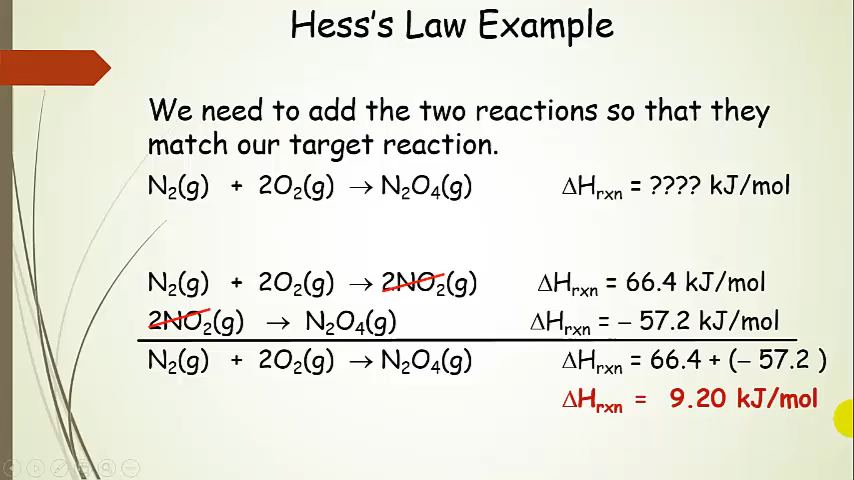 Hess's Law Example
We need to add the two reactions so that they
match our target reaction.
N₂(g) + 2O₂(g) → N₂O₄(g) ΔHrxn = ???? kJ/mol
N₂(g) + 2O₂(g) → 2NO₂(g) ΔHrxn = 66.4 kJ/mol
2NO₂(g) → N₂O₄(g) ΔHrxn = – 57.2 kJ/mol
N₂(g) + 2O₂(g) → N₂O₄(g) ΔHrxn = 66.4 + (– 57.2 )
ΔHrxn = 9.20 kJ/mol